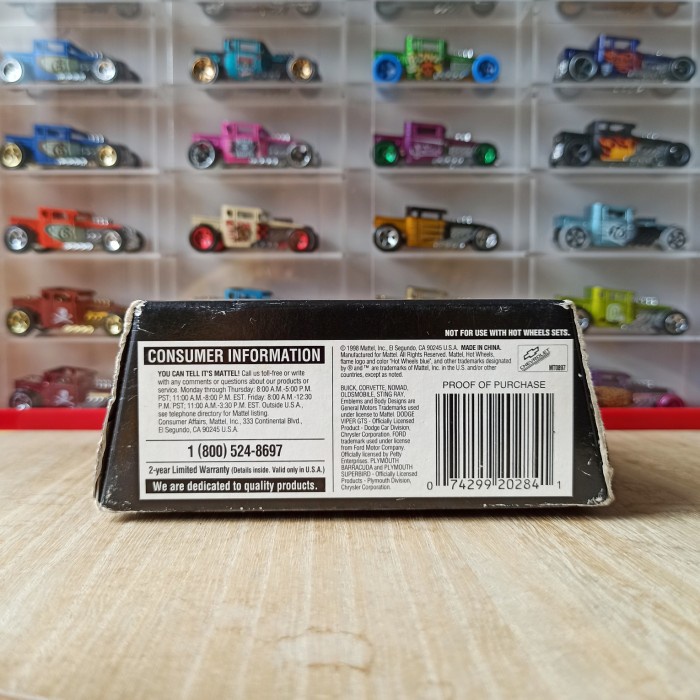 NOT FOR USE WITH HOT WHEELS SETS.
CONSUMER INFORMATION
YOU CAN TELL IT'S MATTEL! Call us toll-free or write
with any comments or questions about our products or
service. Monday through Thursday: 8:00 A.M.-5:00 P.M.
PST; 11:00 A.M.-8:00 P.M. EST. Friday: 8:00 A.M.-12:30
P.M. PST; 11:00 A.M.-3:30 P.M. EST. Outside U.S.A.,
see telephone directory for Mattel listing.
Consumer Affairs, Mattel, Inc., 333 Continental Blvd.,
El Segundo, CA 90245 U.S.A.
1 (800) 524-8697
2-year Limited Warranty (Details inside. Valid only in U.S.A.)
We are dedicated to quality products.
© 1998 Mattel, Inc., El Segundo, CA 90245 U.S.A. MADE IN CHINA.
Manufactured for Mattel. All Rights Reserved. Mattel, Hot Wheels,
flame logo and color "Hot Wheels blue", and other trademarks designated
by ® and ™ are trademarks of Mattel, Inc. in the U.S. and/or other
countries, except as noted.
BUICK, CORVETTE, NOMAD,
OLDSMOBILE, STING RAY,
Emblems and Body Designs are
General Motors Trademarks used
under license to Mattel. DODGE
VIPER GTS - Officially Licensed
Product - Dodge Car Division,
Chrysler Corporation. FORD
trademark used under license
from Ford Motor Company.
Officially licensed by Petty
Enterprises. PLYMOUTH
BARRACUDA and PLYMOUTH
SUPERBIRD - Officially Licensed
Products - Plymouth Division,
Chrysler Corporation.
CHEVROLET
PROOF OF PURCHASE
0 74299 20284 1